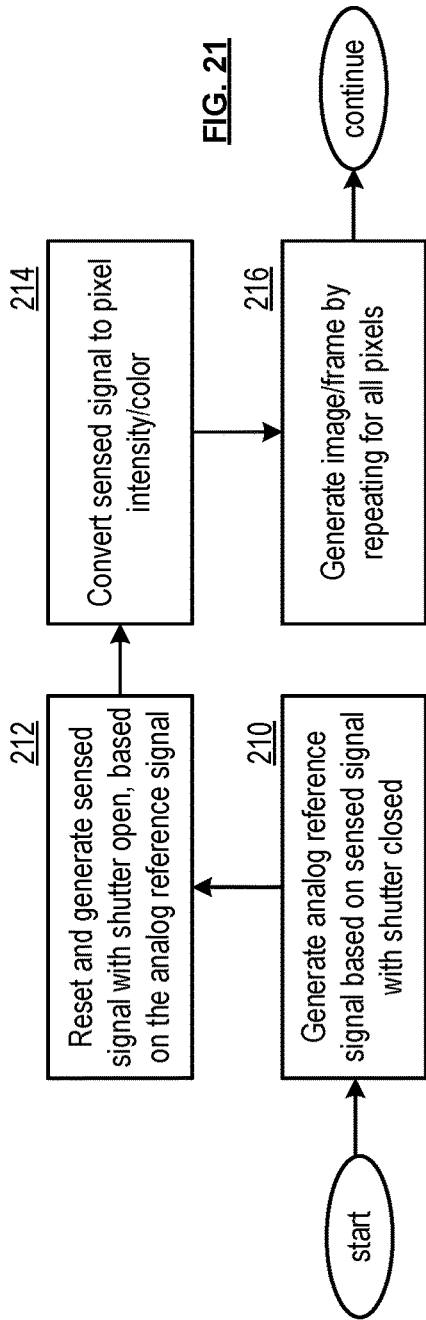 start
210
Generate analog reference
signal based on sensed signal
with shutter closed
212
Reset and generate sensed
signal with shutter open, based
on the analog reference signal
214
Convert sensed signal to pixel
intensity/color
216
Generate image/frame by
repeating for all pixels
continue
FIG. 21